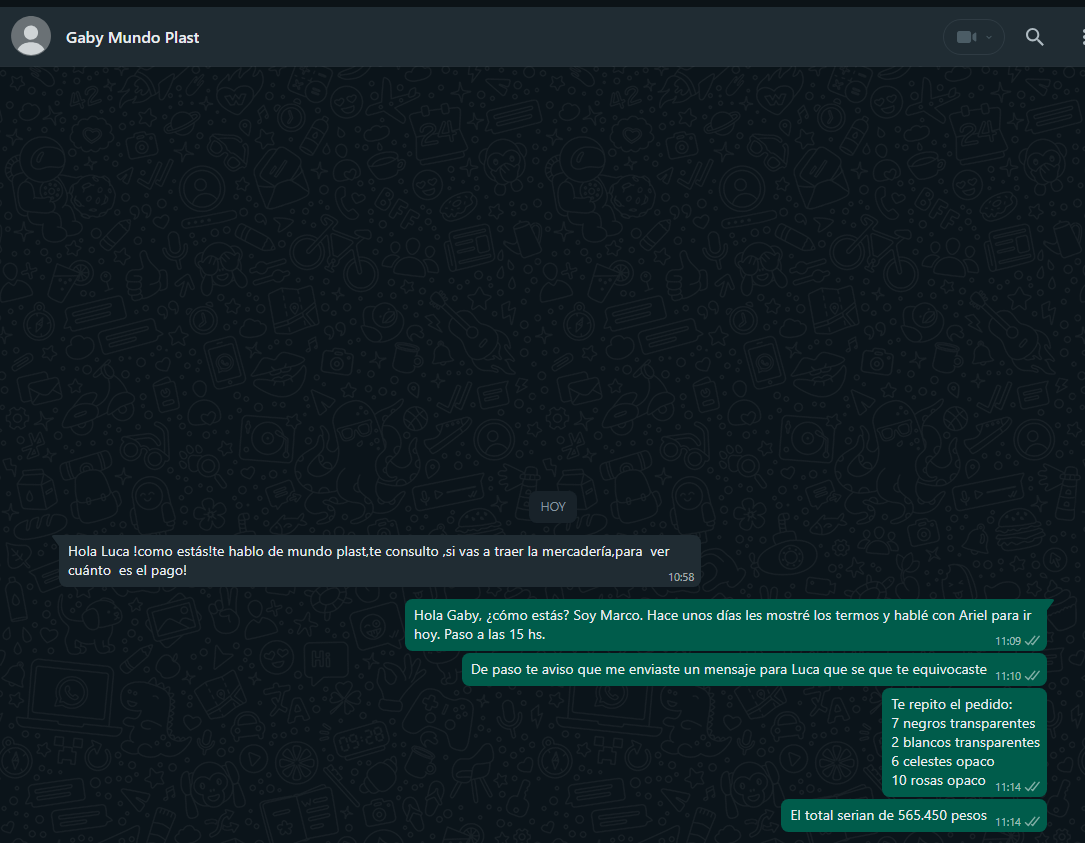 Gaby Mundo Plast
HOY
Hola Luca !como estás!te hablo de mundo plast,te consulto ,si vas a traer la mercadería,para  ver
cuánto  es el pago!
10:58
Hola Gaby, ¿cómo estás? Soy Marco. Hace unos días les mostré los termos y hablé con Ariel para ir
hoy. Paso a las 15 hs.
11:09
De paso te aviso que me enviaste un mensaje para Luca que se que te equivocaste
11:10
Te repito el pedido:
7 negros transparentes
2 blancos transparentes
6 celestes opaco
10 rosas opaco
11:14
El total serian de 565.450 pesos
11:14